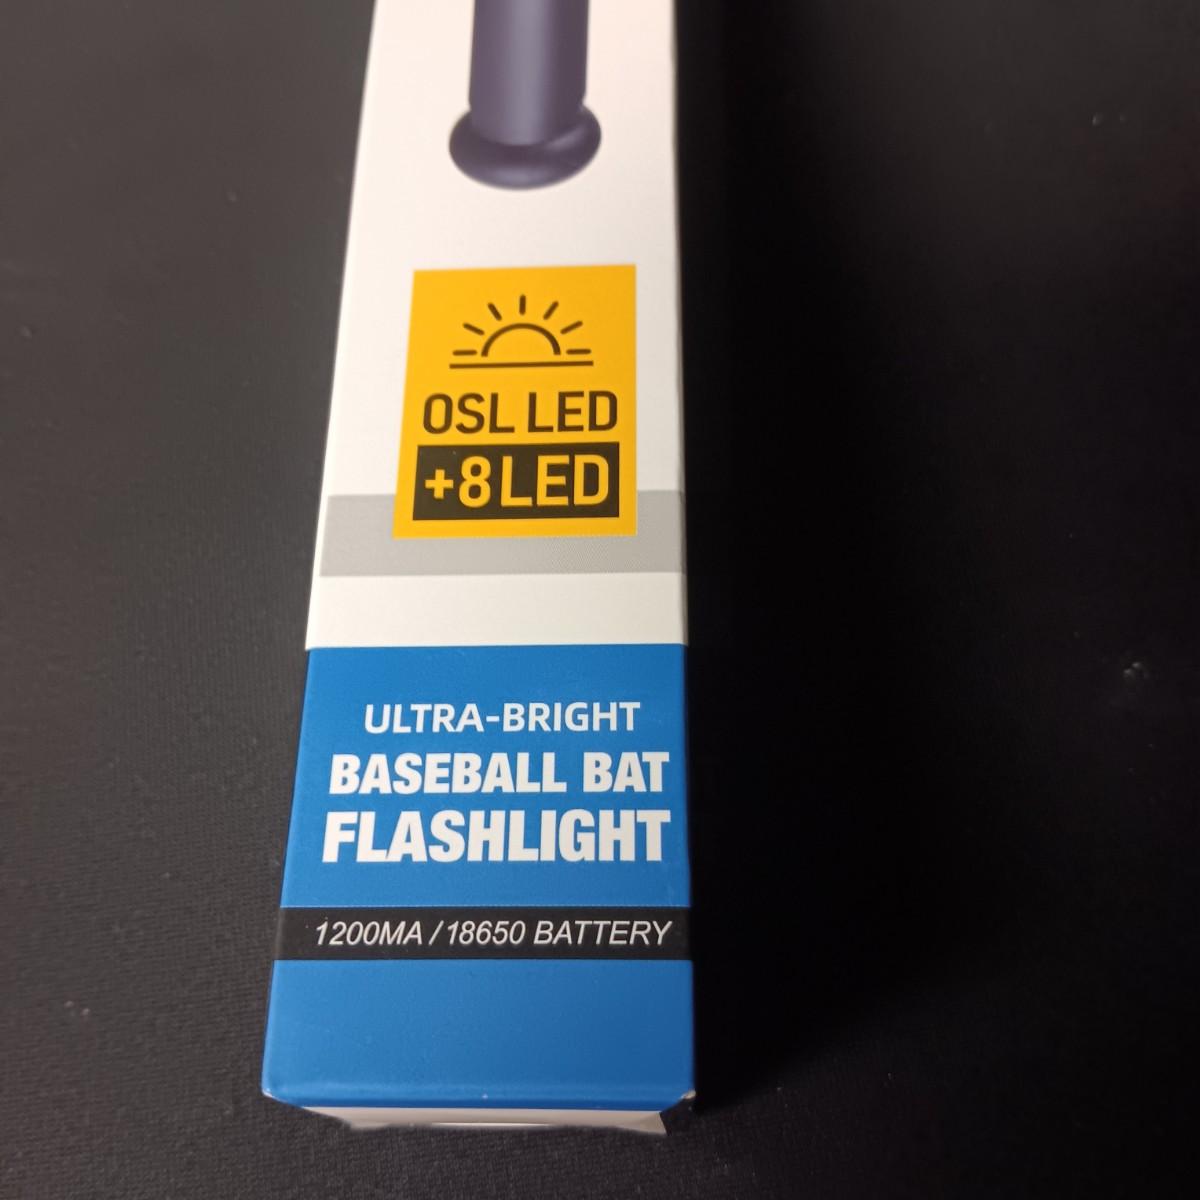 OSL LED
+8 LED
ULTRA-BRIGHT
BASEBALL BAT
FLASHLIGHT
1200MA / 18650 BATTERY